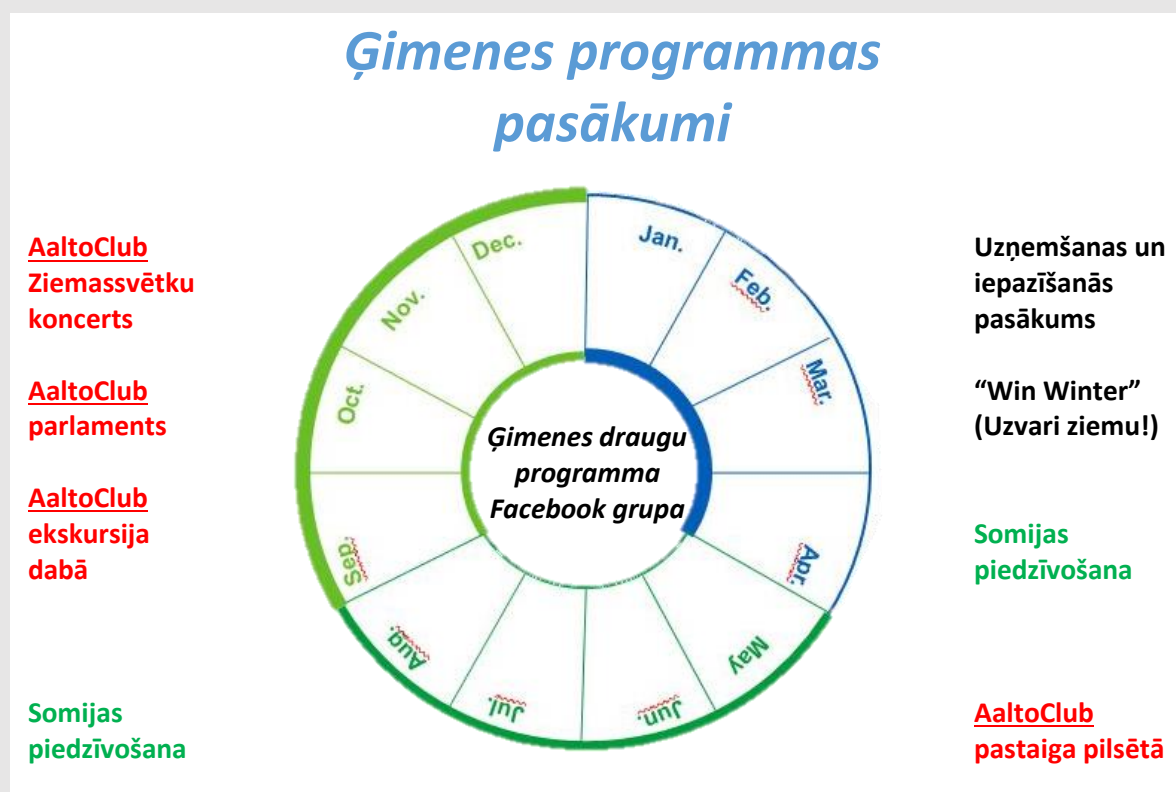 Ģimenes programmas
pasākumi
AaltoClub
Ziemassvētku
koncerts
AaltoClub
parlaments
AaltoClub
ekskursija
dabā
Somijas
piedzīvošana
Jan.
Feb.
Mar.
Apr.
May
Jun.
Jul.
Aug.
Sep.
Oct.
Nov.
Dec.
Ģimenes draugu
programma
Facebook grupa
Uzņemšanas un
iepazīšanās
pasākums
“Win Winter”
(Uzvari ziemu!)
Somijas
piedzīvošana
AaltoClub
pastaiga pilsētā